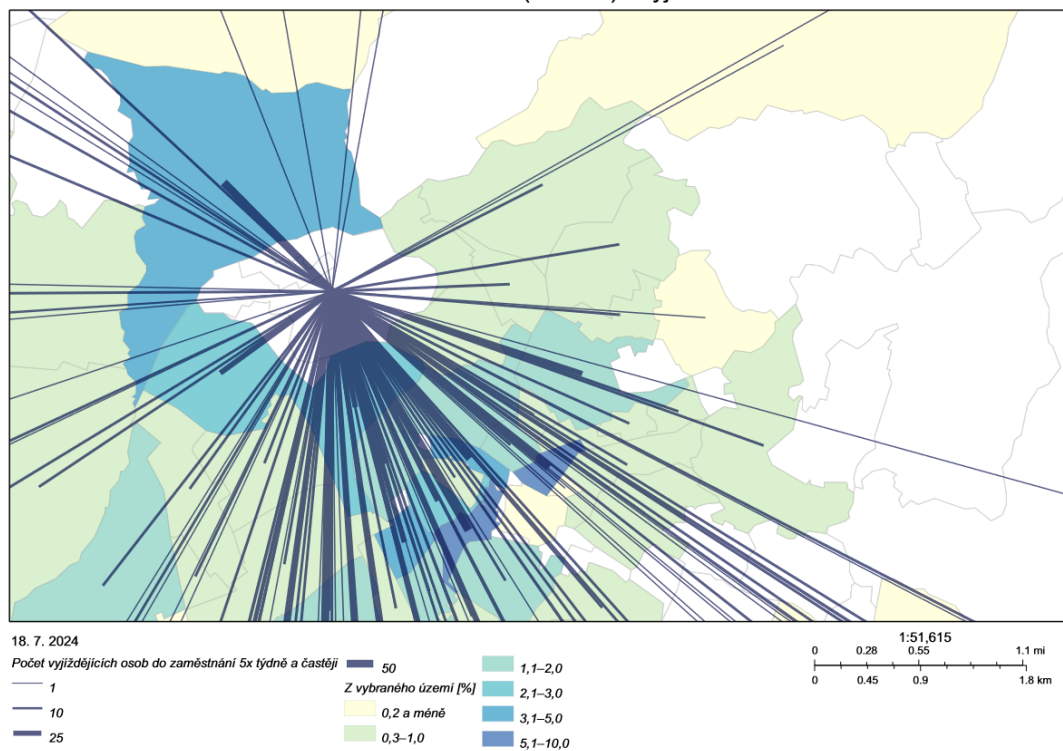 18. 7. 2024
Počet vyjíždějících osob do zaměstnání 5x týdně a častěji
1
10
25
50
Z vybraného území [%]
0,2 a méně
0,3–1,0
1,1–2,0
2,1–3,0
3,1–5,0
5,1–10,0
1:51,615
0 0.28 0.55 1.1 mi
0 0.45 0.9 1.8 km